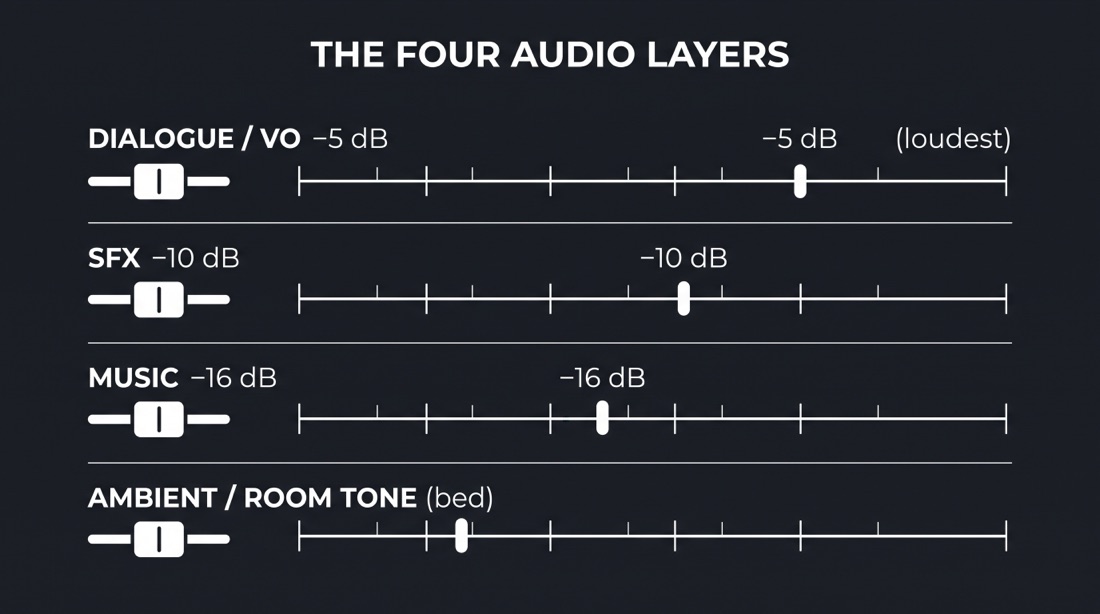 THE FOUR AUDIO LAYERS
DIALOGUE / VO −5 dB −5 dB (loudest)
SFX −10 dB −10 dB
MUSIC −16 dB −16 dB
AMBIENT / ROOM TONE (bed)